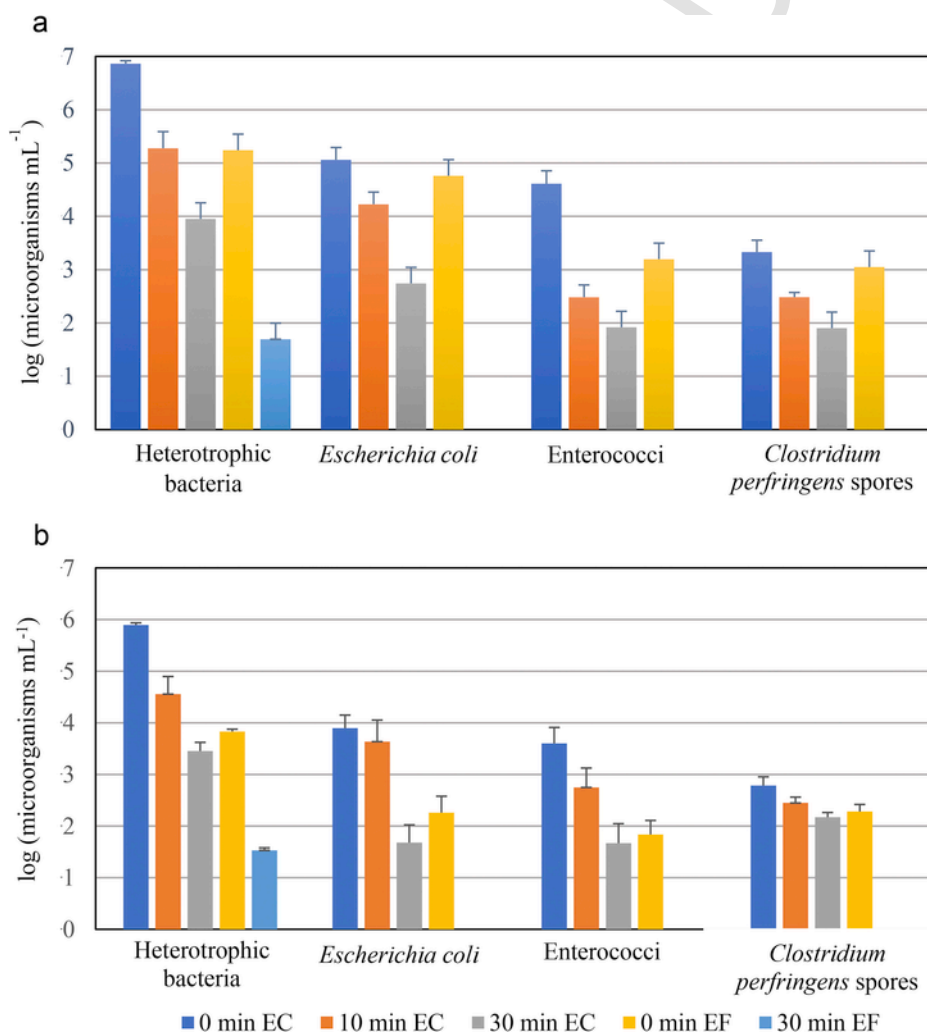 a
7
6
5
4
3
2
1
0
log (microorganisms mL-1)
Heterotrophic
bacteria
Escherichia coli
Enterococci
Clostridium
perfringens spores
b
7
6
5
4
3
2
1
0
log (microorganisms mL-1)
Heterotrophic
bacteria
Escherichia coli
Enterococci
Clostridium
perfringens spores
0 min EC 10 min EC 30 min EC 0 min EF 30 min EF